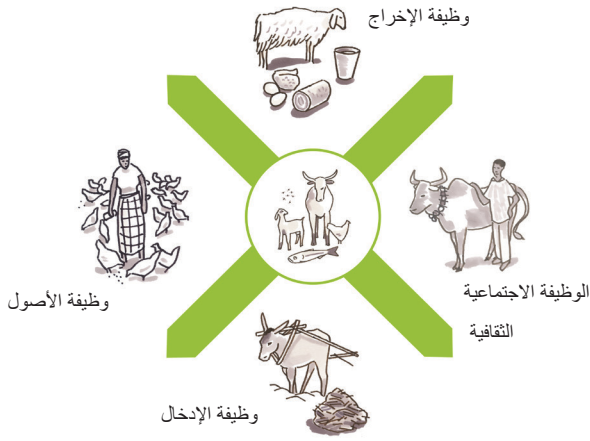 وظيفة الإخراج
الوظيفة الاجتماعية
الثقافية
وظيفة الأصول
وظيفة الإدخال